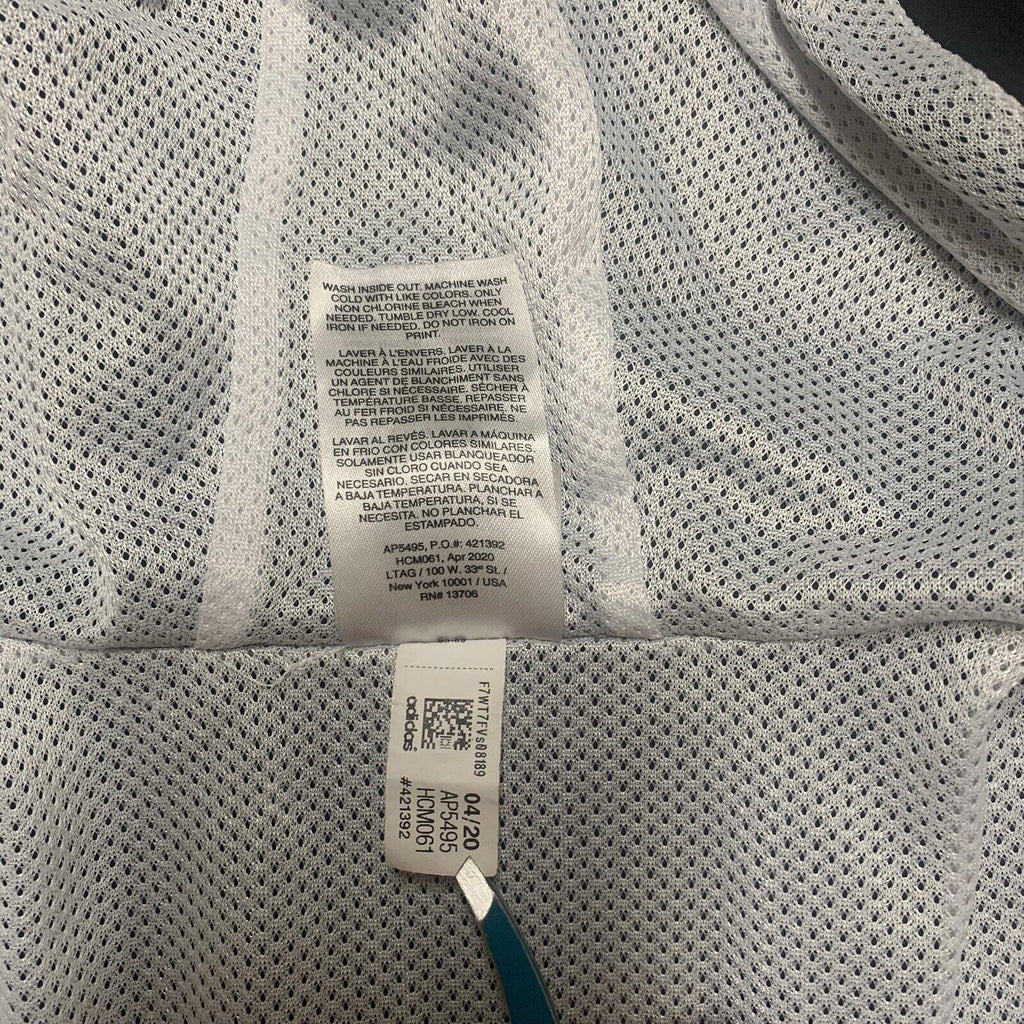 WASH INSIDE OUT. MACHINE WASH
COLD WITH LIKE COLORS. ONLY
NON CHLORINE BLEACH WHEN
NEEDED. TUMBLE DRY LOW. COOL
IRON IF NEEDED. DO NOT IRON ON
PRINT.
LAVER À L'ENVERS. LAVER À LA
MACHINE À L'EAU FROIDE AVEC DES
COULEURS SIMILAIRES. UTILISER
UN AGENT DE BLANCHIMENT SANS
CHLORE SI NÉCESSAIRE. SÉCHER À
TEMPÉRATURE BASSE. REPASSER
AU FER FROID SI NÉCESSAIRE. NE
PAS REPASSER LES IMPRIMÉS.
LAVAR AL REVÉS. LAVAR A MÁQUINA
EN FRIO CON COLORES SIMILARES
SOLAMENTE USAR BLANQUEADOR
SIN CLORO CUANDO SEA
NECESARIO. SECAR EN SECADORA
A BAJA TEMPERATURA. PLANCHAR A
BAJA TEMPERATURA, SI SE
NECESITA. NO PLANCHAR EL
ESTAMPADO.
AP5495, P.O.#: 421392
HCM061, Apr 2020
LTAG / 100 W. 33rd St. /
New York 10001 / USA
RN# 13706
F7WT7FVs08189
adidas
04/20
AP5495
HCM061
#421392